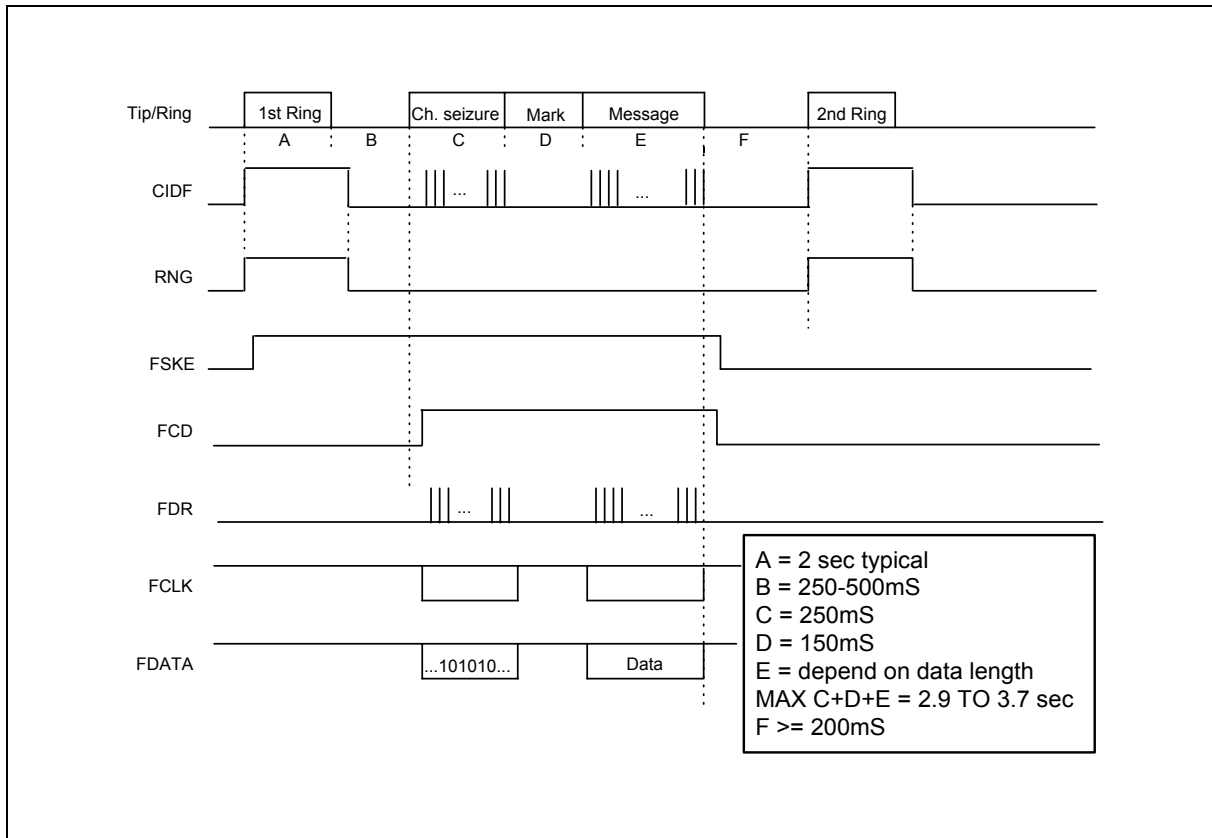 Tip/Ring 1st Ring Ch. seizure Mark Message 2nd Ring
A B C D E F
CIDF ... ...
RNG
FSKE
FCD
FDR ... ...
FCLK
FDATA ...101010... Data
A = 2 sec typical
B = 250-500mS
C = 250mS
D = 150mS
E = depend on data length
MAX C+D+E = 2.9 TO 3.7 sec
F >= 200mS